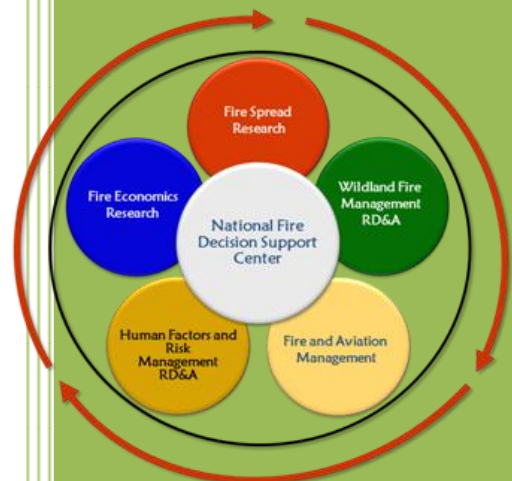 Fire Spread
Research
Fire Economics
Research
Wildland Fire
Management
RD&A
National Fire
Decision Support
Center
Human Factors and
Risk
Management
RD&A
Fire and Aviation
Management